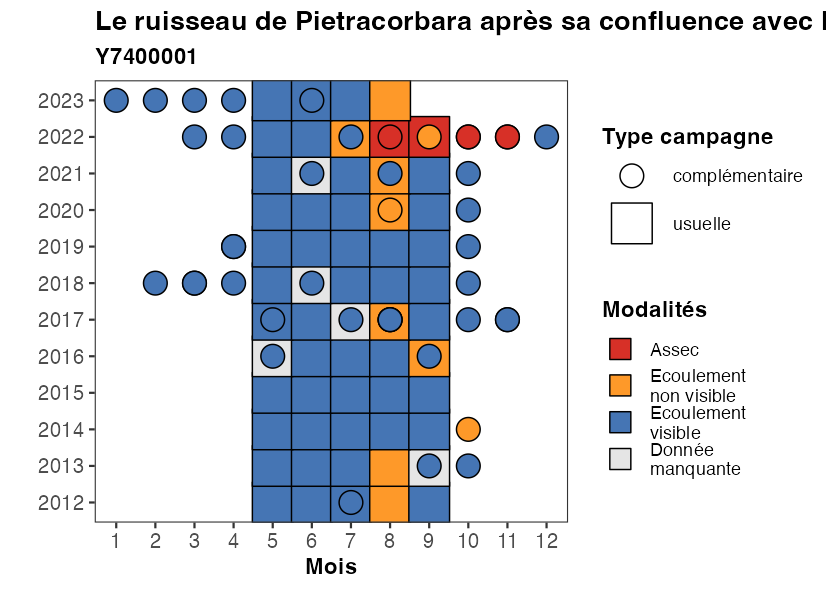 Le ruisseau de Pietracorbara après sa confluence avec l
Y7400001
2023
2022
2021
2020
2019
2018
2017
2016
2015
2014
2013
2012
1 2 3 4 5 6 7 8 9 10 11 12
Mois
Type campagne
complémentaire
usuelle
Modalités
Assec
Ecoulement
non visible
Ecoulement
visible
Donnée
manquante